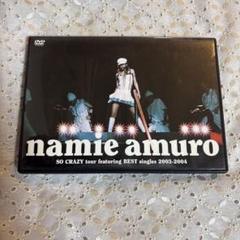 DVD
namie amuro
SO CRAZY tour featuring BEST singles 2003-2004